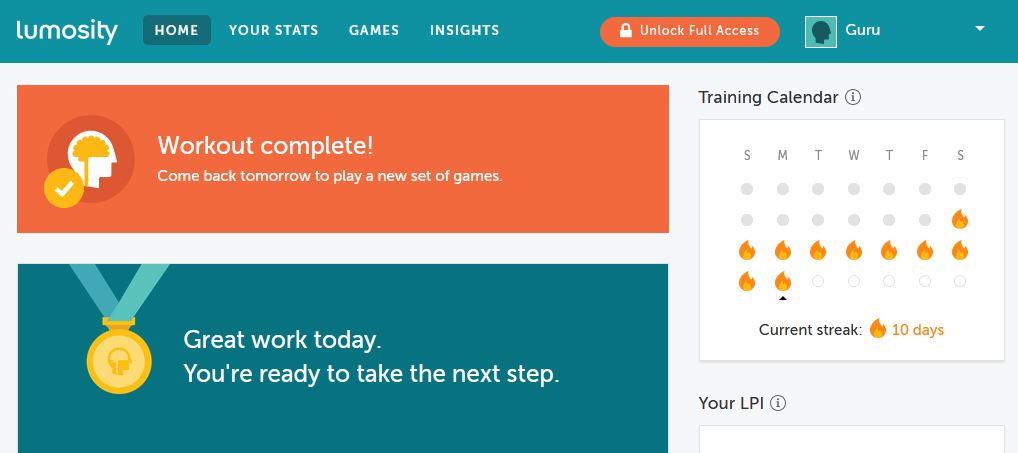 lumosity HOME YOUR STATS GAMES INSIGHTS Unlock Full Access Guru
Workout complete!
Come back tomorrow to play a new set of games.
Great work today.
You're ready to take the next step.
Training Calendar
S M T W T F S
Current streak: 10 days
Your LPI